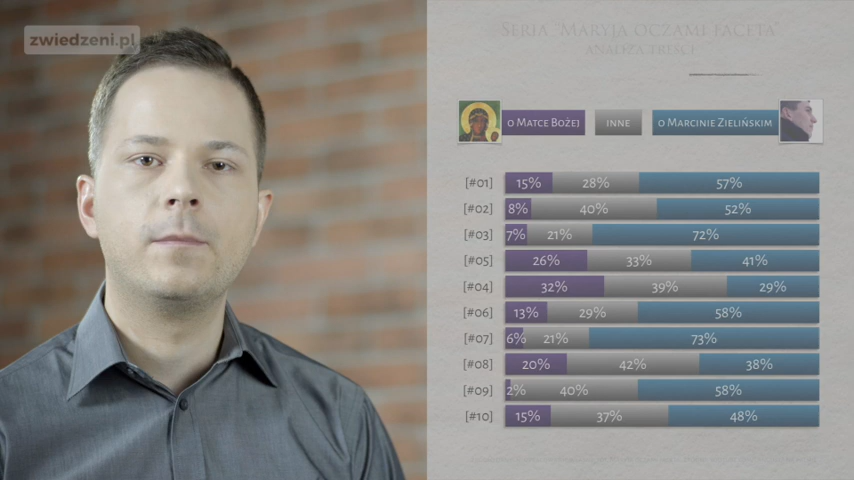 zwiedzeni.pl
Seria "Maryja oczami faceta"
analiza treści
o Matce Bożej
inne
o Marcinie Zielińskim
[#01] 15% 28% 57%
[#02] 8% 40% 52%
[#03] 7% 21% 72%
[#05] 26% 33% 41%
[#04] 32% 39% 29%
[#06] 13% 29% 58%
[#07] 6% 21% 73%
[#08] 20% 42% 38%
[#09] 2% 40% 58%
[#10] 15% 37% 48%